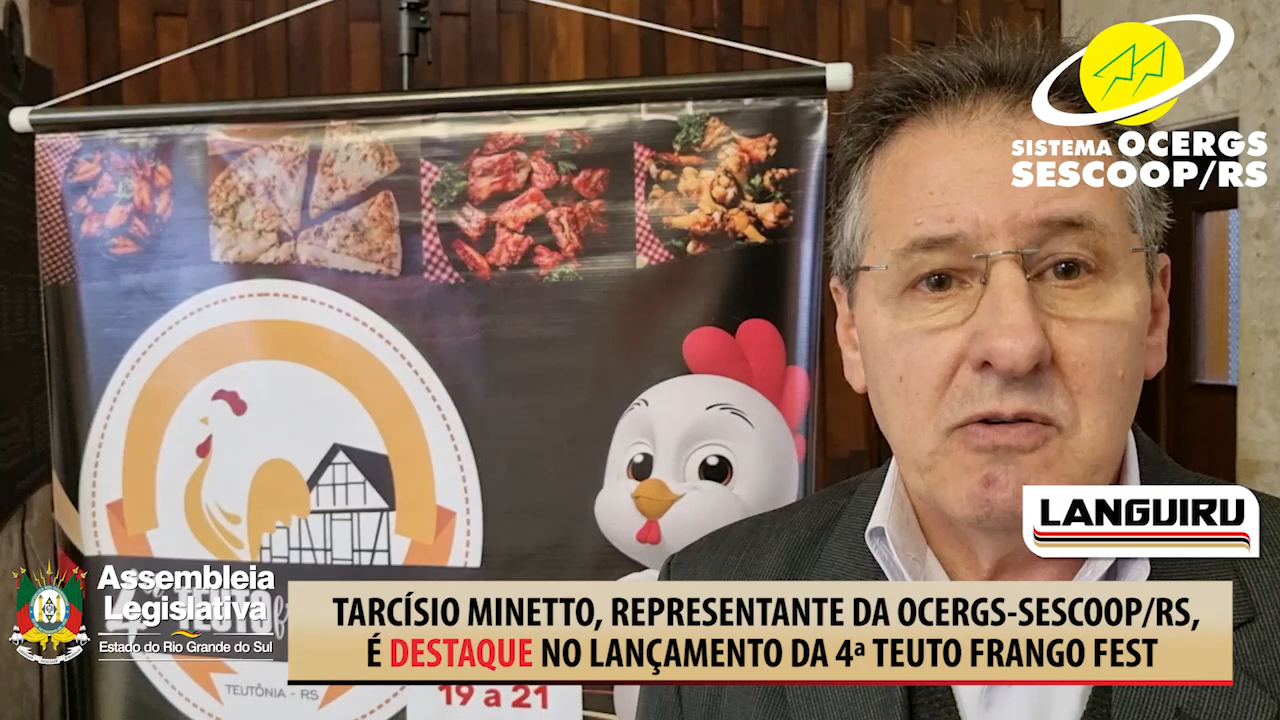 SISTEMA OCERGS
SESCOOP/RS
LANGUIRU
Assembleia
Legislativa
Estado do Rio Grande do Sul
TEUTÔNIA - RS
19 a 21
TARCÍSIO MINETTO, REPRESENTANTE DA OCERGS-SESCOOP/RS,
É DESTAQUE NO LANÇAMENTO DA 4ª TEUTO FRANGO FEST